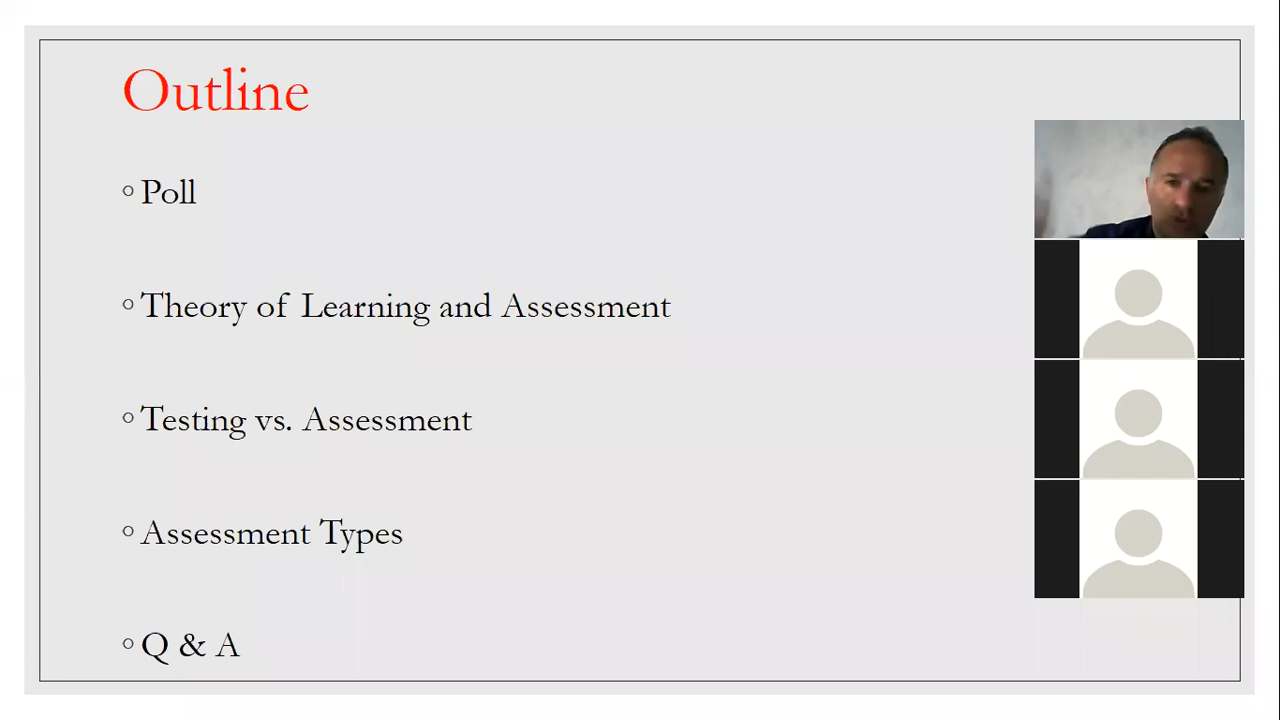 Outline
Poll
Theory of Learning and Assessment
Testing vs. Assessment
Assessment Types
Q & A